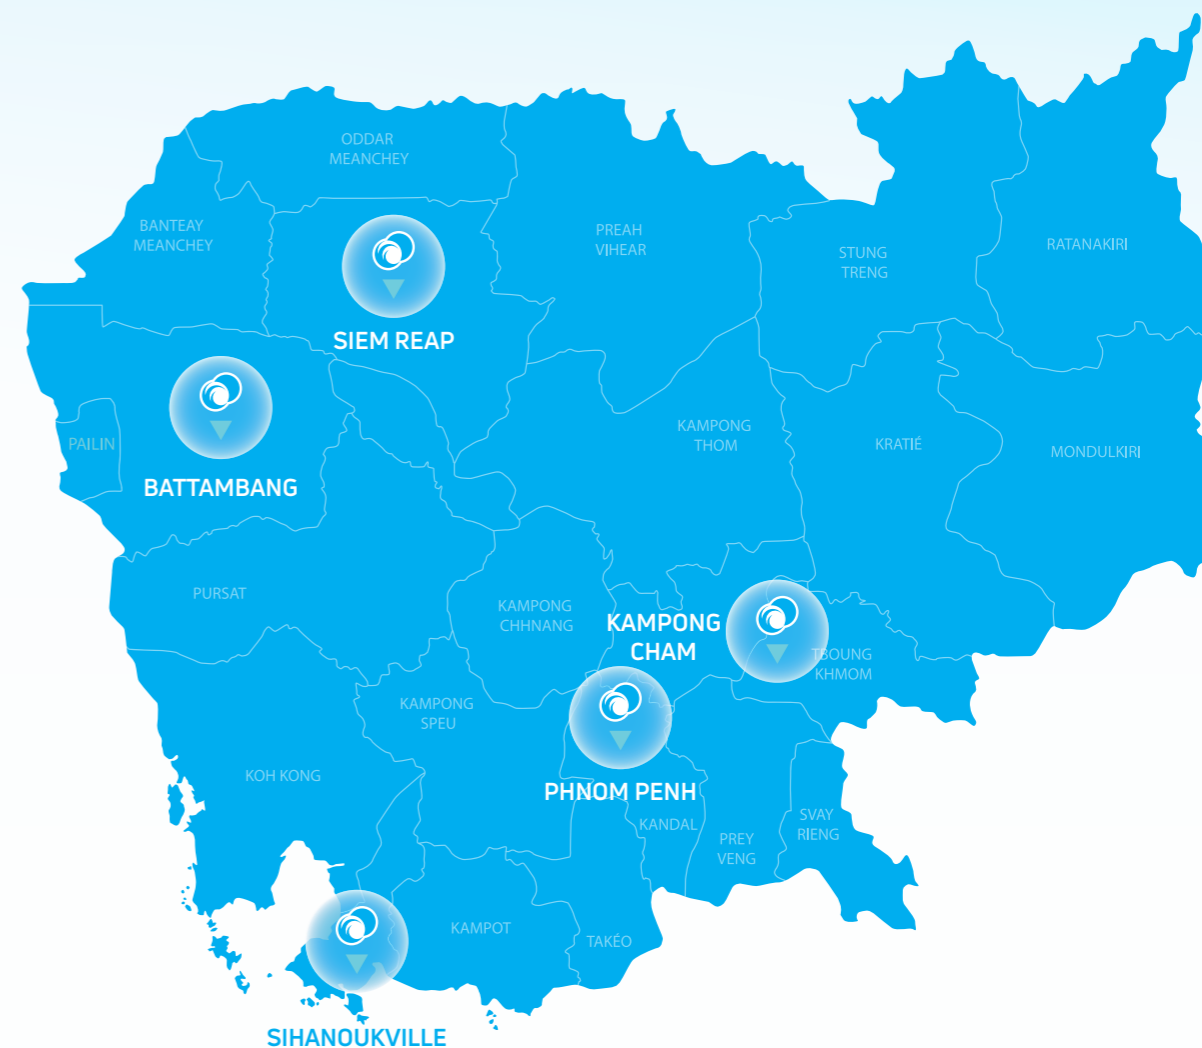 ODDAR
MEANCHEY
BANTEAY
MEANCHEY
PREAH
VIHEAR
STUNG
TRENG
RATANAKIRI
SIEM REAP
PAILIN
BATTAMBANG
KAMPONG
THOM
KRATIÉ
MONDULKIRI
PURSAT
KAMPONG
CHHNANG
KAMPONG
CHAM
TBOUNG
KHMOM
KAMPONG
SPEU
KOH KONG
PHNOM PENH
KANDAL
PREY
VENG
SVAY
RIENG
KAMPOT
TAKÉO
SIHANOUKVILLE